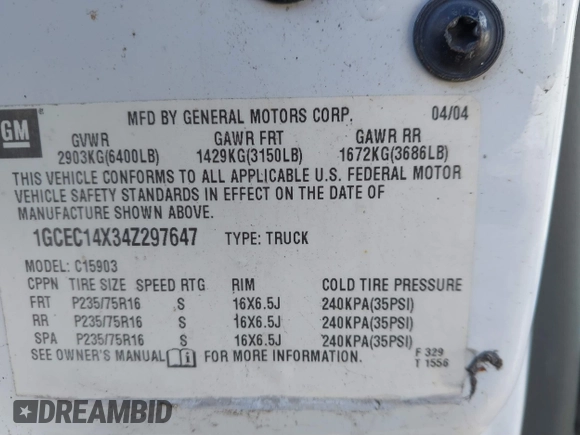 GM
MFD BY GENERAL MOTORS CORP. 04/04
GVWR GAWR FRT GAWR RR
2903KG(6400LB) 1429KG(3150LB) 1672KG(3686LB)
THIS VEHICLE CONFORMS TO ALL APPLICABLE U.S. FEDERAL MOTOR
VEHICLE SAFETY STANDARDS IN EFFECT ON THE DATE OF
MANUFACTURE SHOWN ABOVE.
1GCEC14X34Z297647 TYPE: TRUCK
MODEL: C15903
CPPN TIRE SIZE SPEED RTG RIM COLD TIRE PRESSURE
FRT P235/75R16 S 16X6.5J 240KPA(35PSI)
RR P235/75R16 S 16X6.5J 240KPA(35PSI)
SPA P235/75R16 S 16X6.5J 240KPA(35PSI)
SEE OWNER'S MANUAL FOR MORE INFORMATION.
F 329
T 1556
DREAMBID